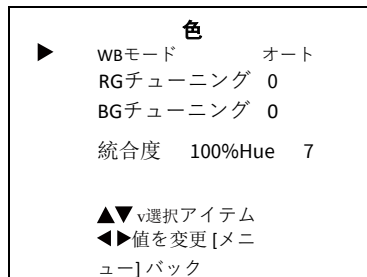 色
▶ WBモード オート
RGチューニング 0
BGチューニング 0
統合度 100%Hue 7
▲▼ v選択アイテム
◀▶値を変更 [メニ
ュー] バック